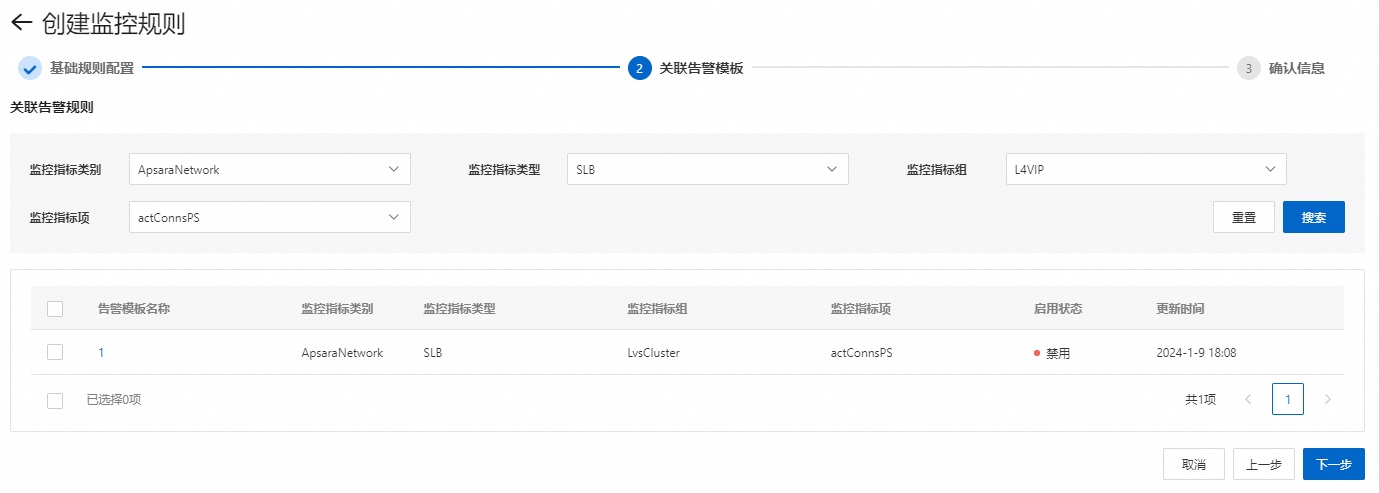 创建监控规则
基础规则配置 2 关联告警模板 3 确认信息
关联告警规则
监控指标类别 ApsaraNetwork 监控指标类型 SLB 监控指标组 L4VIP
监控指标项 actConnsPS 重置 搜索
告警模板名称 监控指标类别 监控指标类型 监控指标组 监控指标项 启用状态 更新时间
1 ApsaraNetwork SLB LvsCluster actConnsPS 禁用 2024-1-9 18:08
已选择0项 共1项 1
取消 上一步 下一步